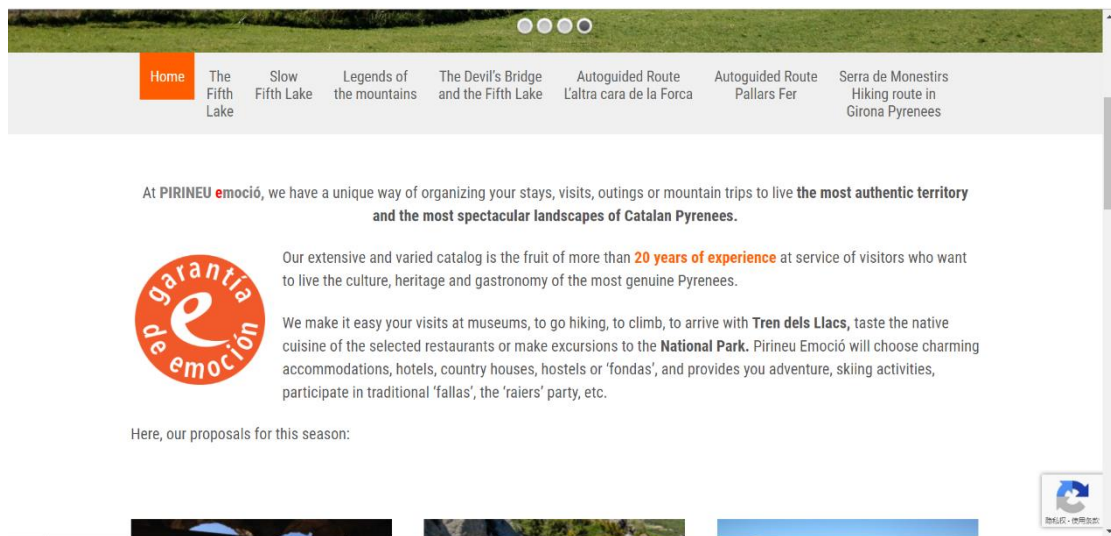 Home
The
Fifth
Lake
Slow
Fifth Lake
Legends of
the mountains
The Devil's Bridge
and the Fifth Lake
Autoguided Route
L'altra cara de la Forca
Autoguided Route
Pallars Fer
Serra de Monestirs
Hiking route in
Girona Pyrenees
At PIRINEU emoció, we have a unique way of organizing your stays, visits, outings or mountain trips to live the most authentic territory
and the most spectacular landscapes of Catalan Pyrenees.
garantía
de emoción
e
Our extensive and varied catalog is the fruit of more than 20 years of experience at service of visitors who want
to live the culture, heritage and gastronomy of the most genuine Pyrenees.
We make it easy your visits at museums, to go hiking, to climb, to arrive with Tren dels Llacs, taste the native
cuisine of the selected restaurants or make excursions to the National Park. Pirineu Emoció will choose charming
accommodations, hotels, country houses, hostels or ‘fondas’, and provides you adventure, skiing activities,
participate in traditional ‘fallas’, the ‘raiers’ party, etc.
Here, our proposals for this season:
隐私权 - 使用条款